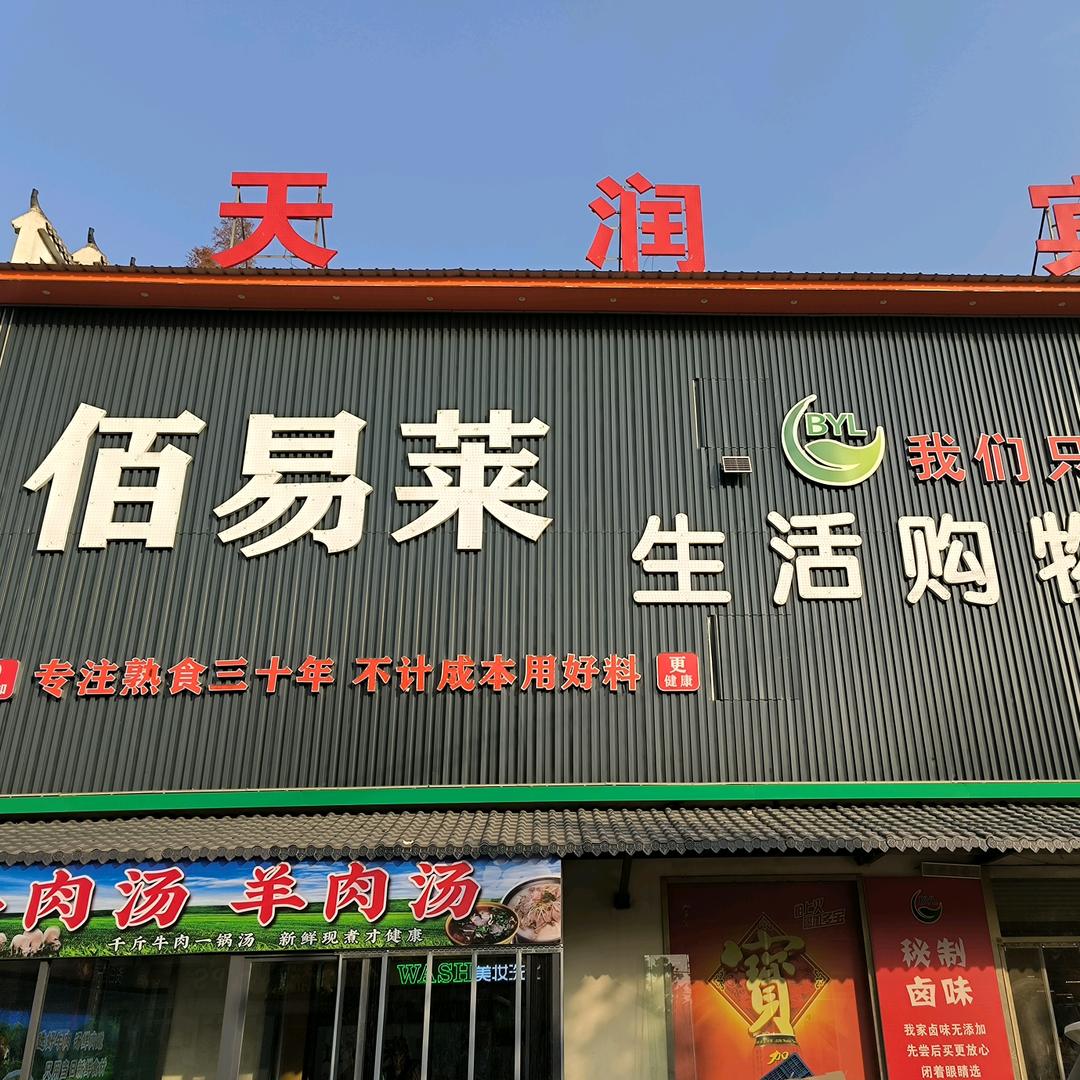 天润宾
佰易莱
BYL
我们只
生活购物
专注熟食三十年 不计成本用好料
更
健康
肉汤 羊肉汤
千斤牛肉一锅汤 新鲜现煮才健康
WASH美妆洗
秘制
卤味
我家卤味无添加
先尝后买更放心
闭着眼睛选